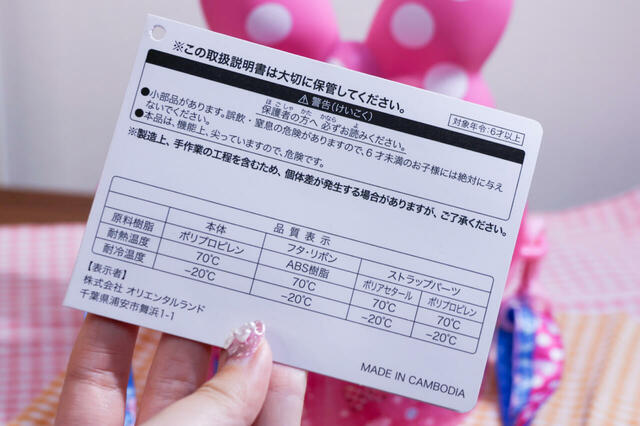 ※この取扱説明書は大切に保管してください。
⚠警告(けいこく)
対象年令:6才以上
ほごしゃ かた かなら よ
保護者の方へ 必ずお読みください。
●小部品があります。誤飲・窒息の危険がありますので、6才未満のお子様には絶対に与え
ないでください。
●本品は、機能上、尖っていますので、危険です。
※製造上、手作業の工程を含むため、個体差が発生する場合がありますが、ご了承ください。
品質表示
本体 フタ・リボン ストラップパーツ
原料樹脂 ポリプロピレン ABS樹脂 ポリアセタール ポリプロピレン
耐熱温度 70℃ 70℃ 70℃ 70℃
耐冷温度 −20℃ −20℃ −20℃ −20℃
【表示者】
株式会社 オリエンタルランド
千葉県浦安市舞浜1-1
MADE IN CAMBODIA